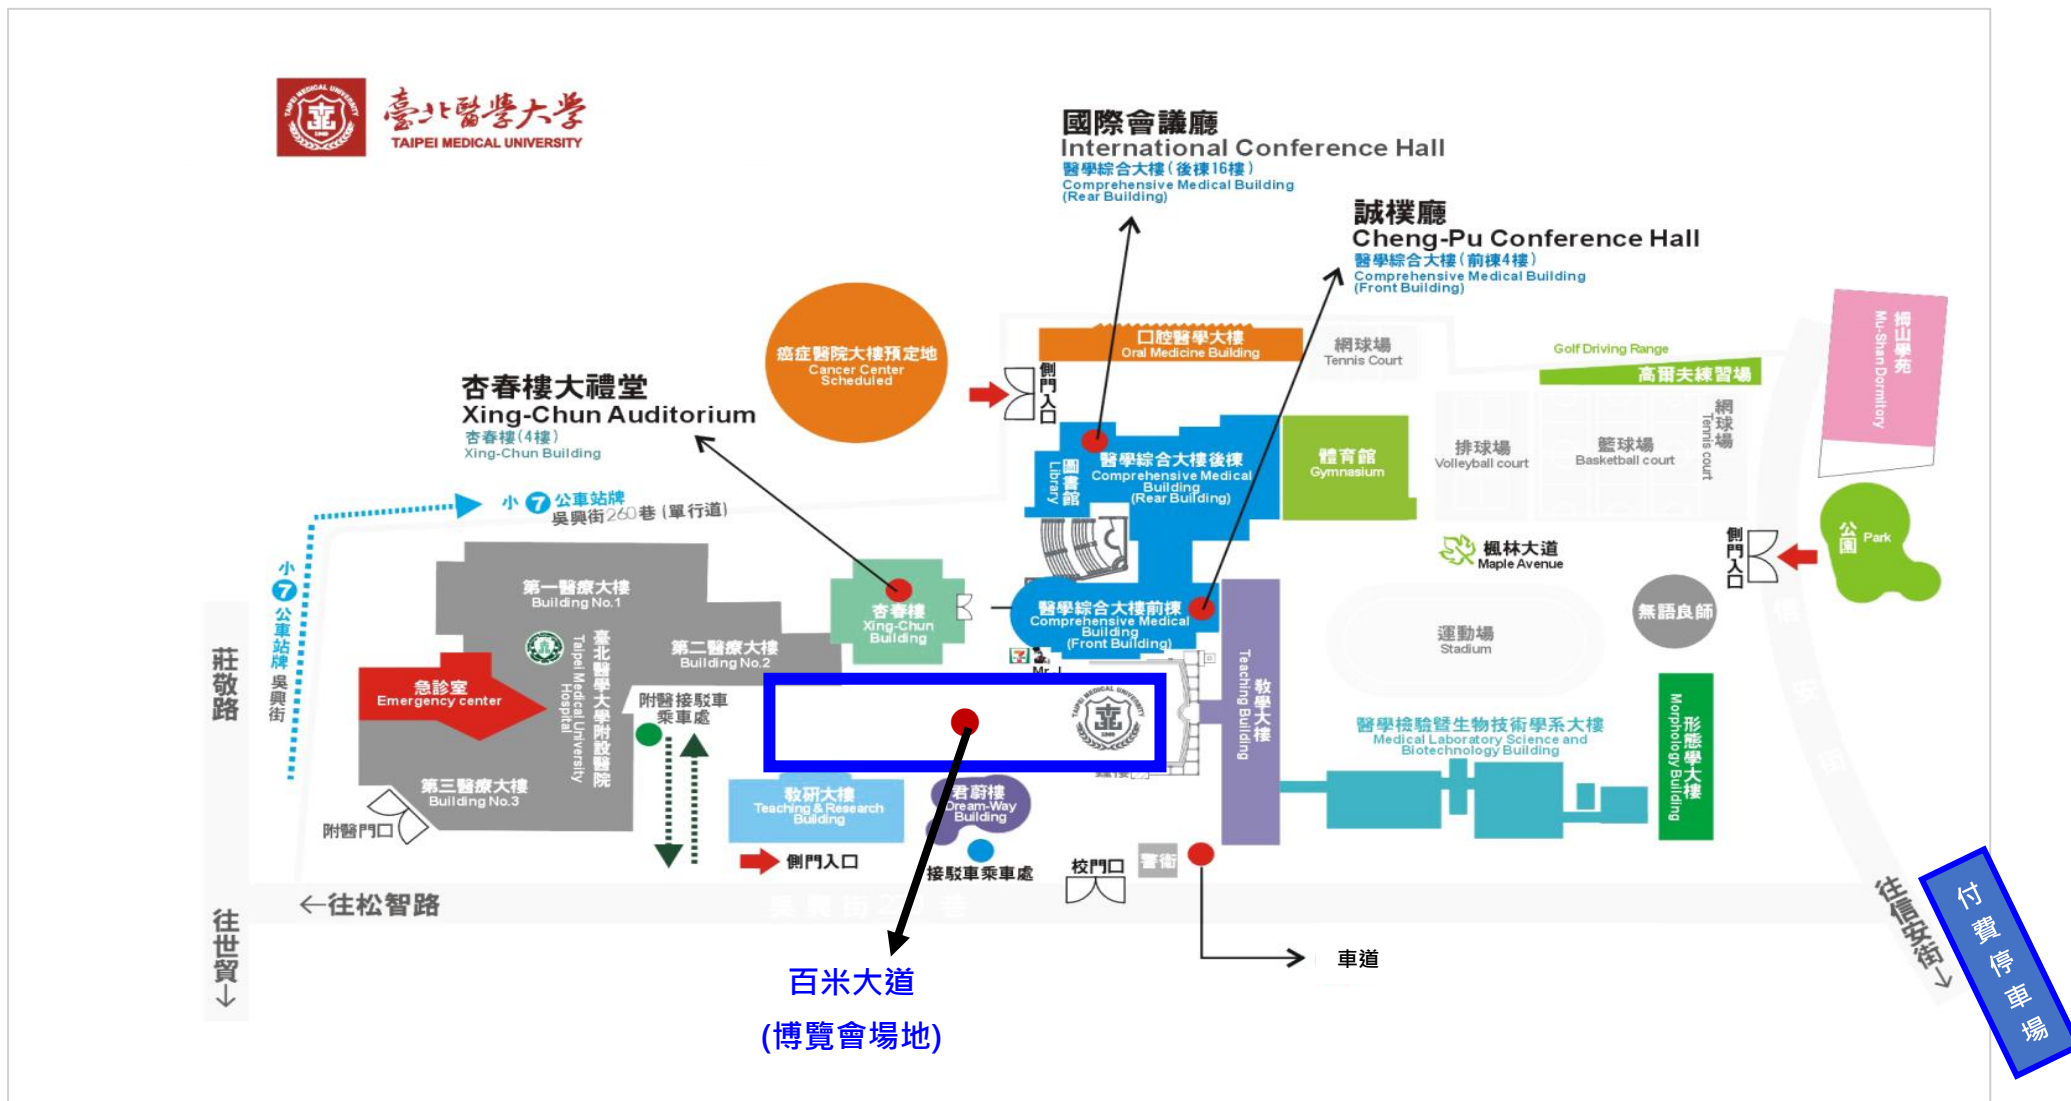 臺北醫學大学
TAIPEI MEDICAL UNIVERSITY
國際會議廳
International Conference Hall
醫學綜合大樓(後棟16樓)
Comprehensive Medical Building
(Rear Building)
誠樸廳
Cheng-Pu Conference Hall
醫學綜合大樓(前棟4樓)
Comprehensive Medical Building
(Front Building)
杏春樓大禮堂
Xing-Chun Auditorium
杏春樓(4樓)
Xing-Chun Building
癌症醫院大樓預定地
Cancer Center
Scheduled
口腔醫學大樓
Oral Medicine Building
側門入口
網球場
Tennis Court
Golf Driving Range
高爾夫練習場
拇山學苑
Mu-Shan Dormitory
圖書館
Library
醫學綜合大樓後棟
Comprehensive Medical
Building
(Rear Building)
體育館
Gymnasium
排球場
Volleyball court
籃球場
Basketball court
網球場
Tennis court
小 7 公車站牌
吳興街260巷 (單行道)
小 7 公車站牌 吳興街
楓林大道
Maple Avenue
側門入口
公園 Park
第一醫療大樓
Building No.1
第二醫療大樓
Building No.2
臺北醫學大學附設醫院
Taipei Medical University
Hospital
急診室
Emergency center
第三醫療大樓
Building No.3
附醫門口
附醫接駁車
乘車處
杏春樓
Xing-Chun
Building
醫學綜合大樓前棟
Comprehensive Medical
Building
(Front Building)
7
TAIPEI MEDICAL UNIVERSITY
教學大樓
Teaching Building
運動場
Stadium
無語良師
醫學檢驗暨生物技術學系大樓
Medical Laboratory Science and
Biotechnology Building
形態學大樓
Morphology Building
教研大樓
Teaching & Research
Building
君蔚樓
Dream-Way
Building
側門入口
接駁車乘車處
校門口
警衛
信安街
莊敬路
往世貿→
←往松智路
往信安街→
付費停車場
車道
百米大道
(博覽會場地)